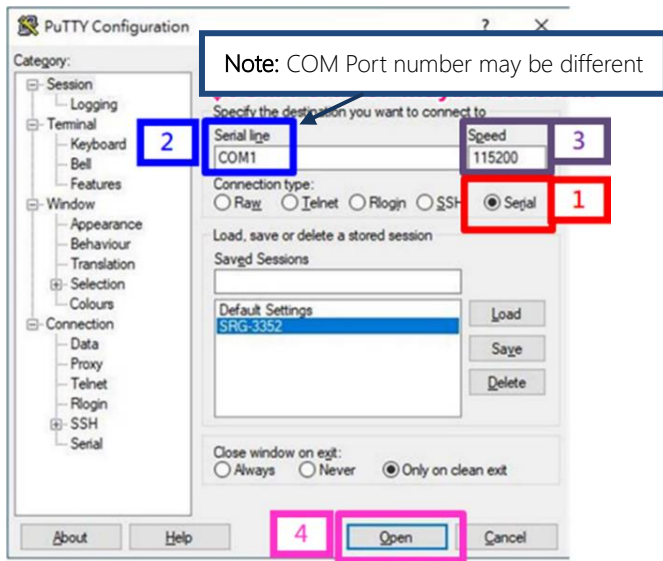 PuTTY Configuration ? ✕
Note: COM Port number may be different
Category:
Session
Logging
Terminal
Keyboard
Bell
Features
Window
Appearance
Behaviour
Translation
Selection
Colours
Connection
Data
Proxy
Telnet
Rlogin
SSH
Serial
Specify the destination you want to connect to
2
Serial line Speed
COM1 115200
3
Connection type:
Raw Telnet Rlogin SSH Serial
1
Load, save or delete a stored session
Saved Sessions
Default Settings
SRG-3352
Load
Save
Delete
Close window on exit:
Always Never Only on clean exit
About Help 4 Open Cancel